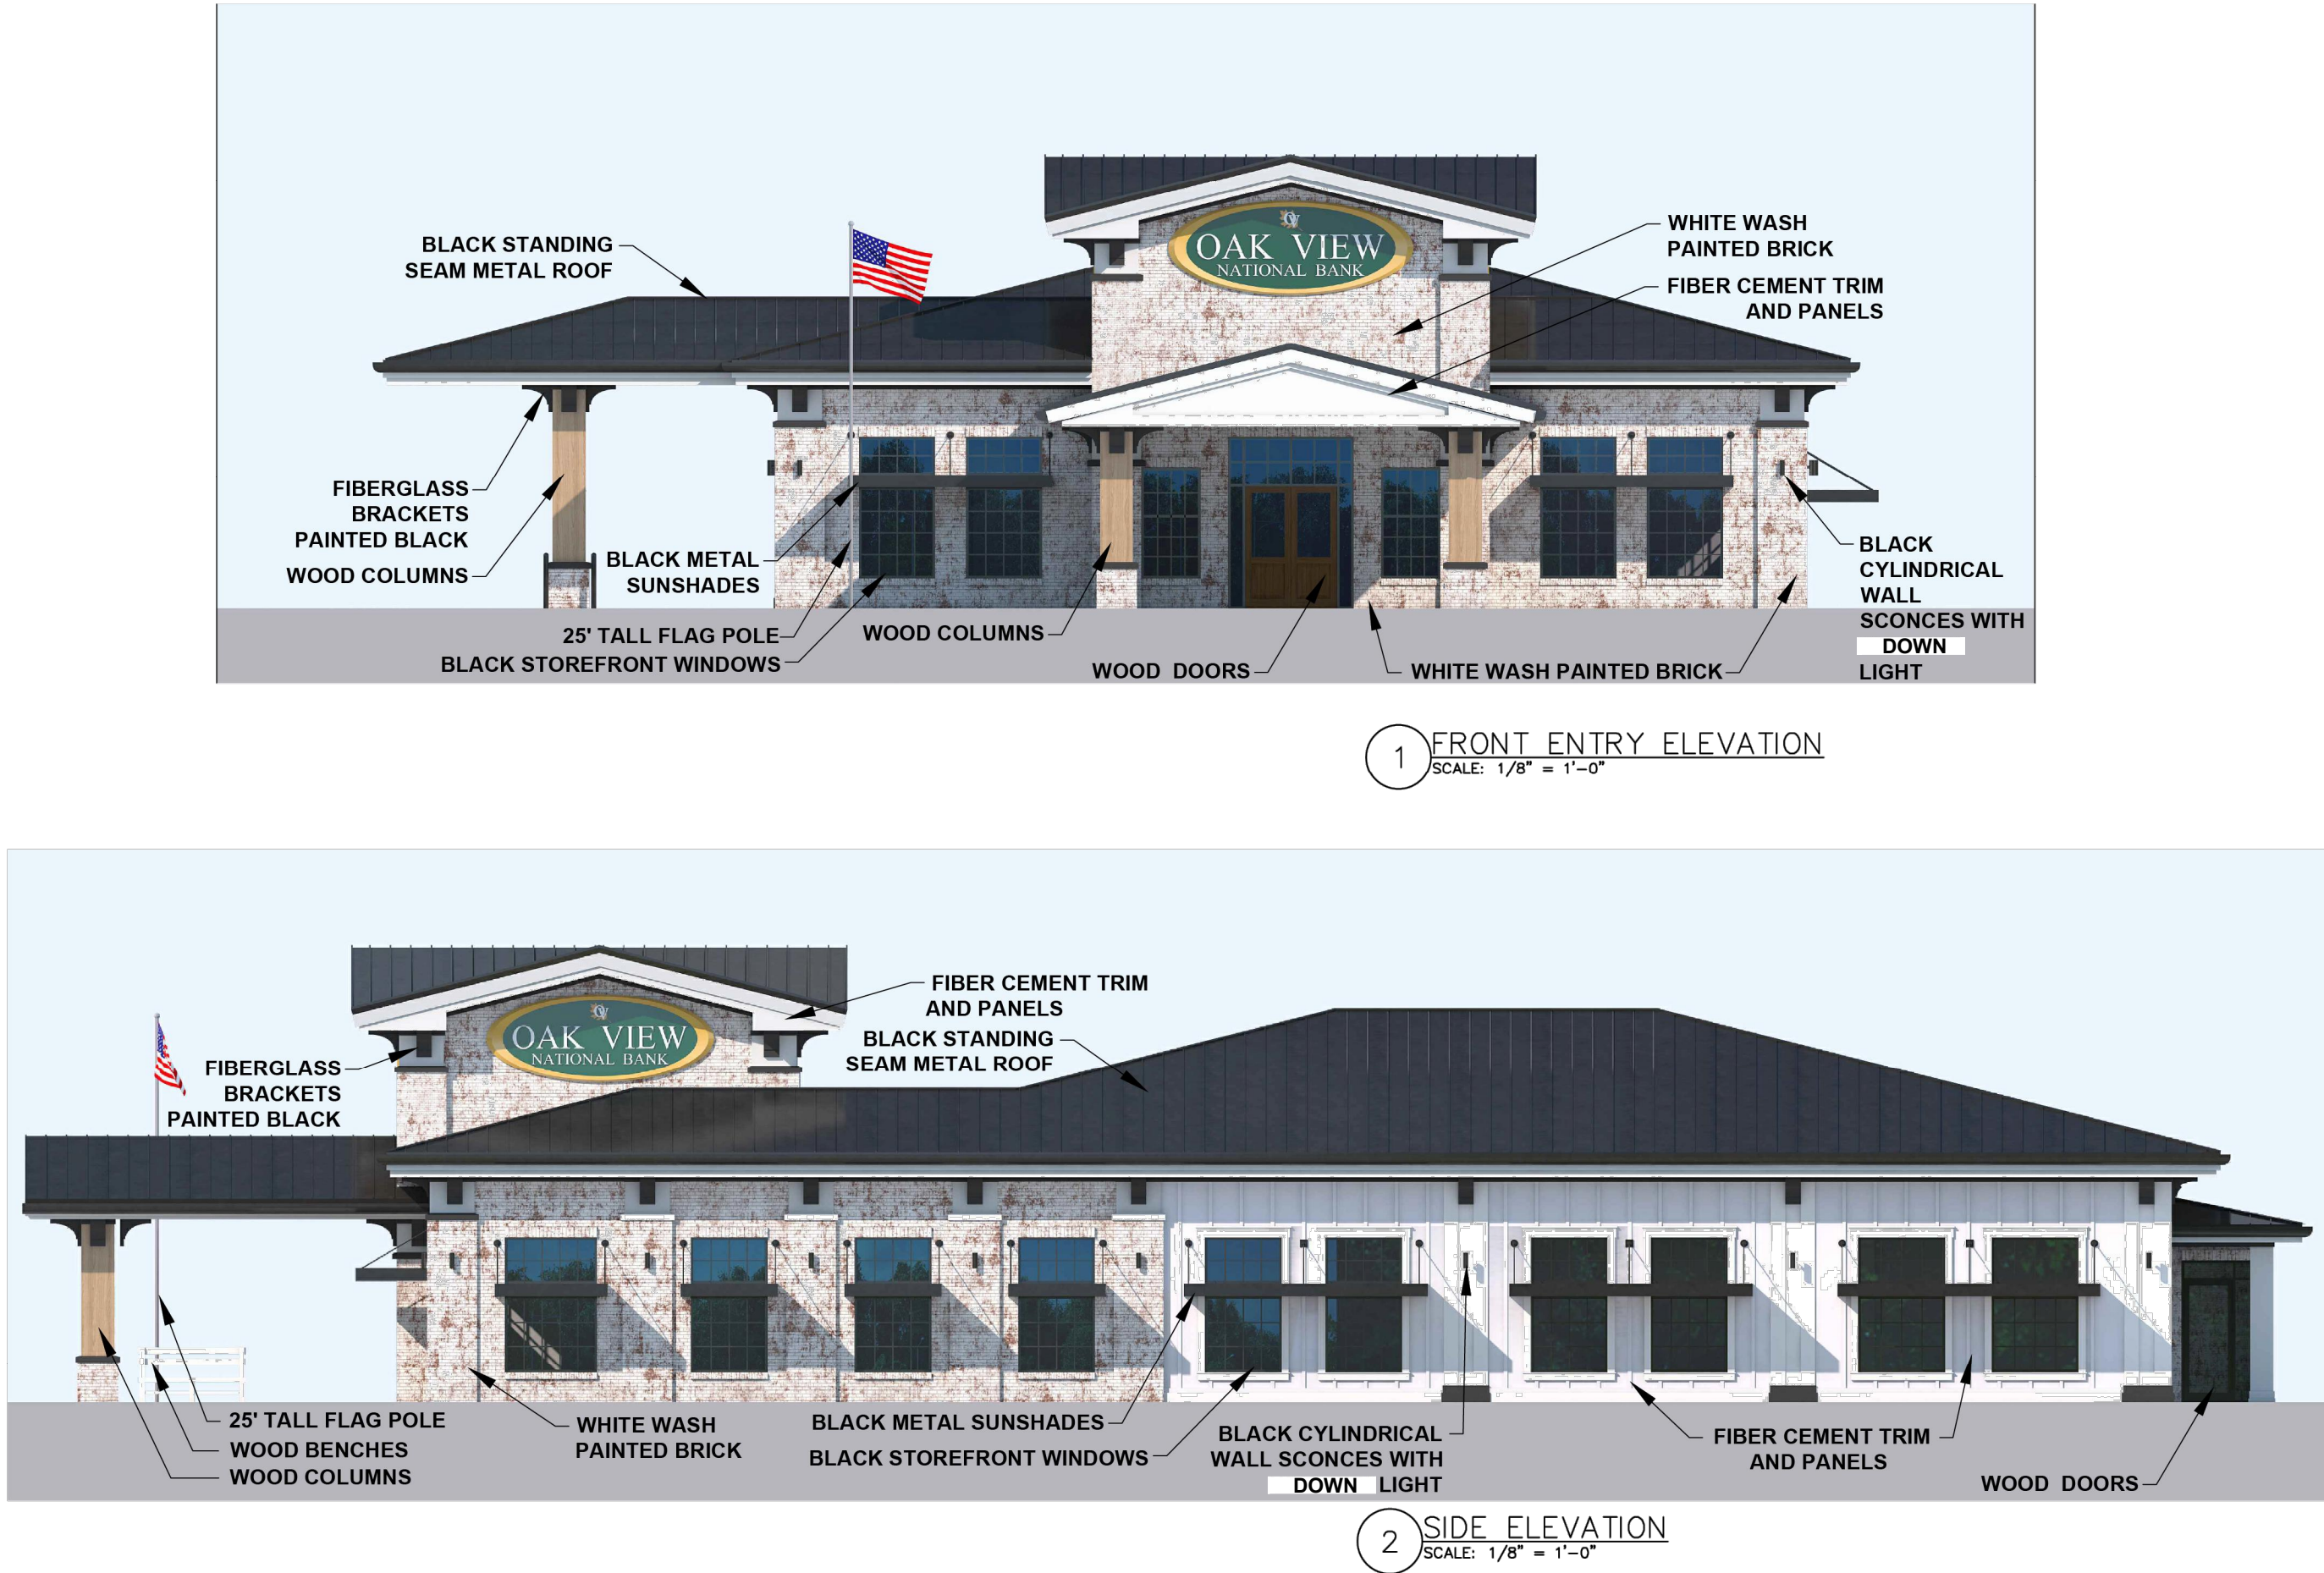 OAK VIEW
NATIONAL BANK
BLACK STANDING
SEAM METAL ROOF
WHITE WASH
PAINTED BRICK
FIBER CEMENT TRIM
AND PANELS
FIBERGLASS
BRACKETS
PAINTED BLACK
WOOD COLUMNS
BLACK METAL
SUNSHADES
25' TALL FLAG POLE
BLACK STOREFRONT WINDOWS
WOOD COLUMNS
WOOD DOORS
WHITE WASH PAINTED BRICK
BLACK
CYLINDRICAL
WALL
SCONCES WITH
DOWN
LIGHT
1 FRONT ENTRY ELEVATION
SCALE: 1/8" = 1'-0"
OAK VIEW
NATIONAL BANK
FIBER CEMENT TRIM
AND PANELS
BLACK STANDING
SEAM METAL ROOF
FIBERGLASS
BRACKETS
PAINTED BLACK
25' TALL FLAG POLE
WOOD BENCHES
WOOD COLUMNS
WHITE WASH
PAINTED BRICK
BLACK METAL SUNSHADES
BLACK STOREFRONT WINDOWS
BLACK CYLINDRICAL
WALL SCONCES WITH
DOWN LIGHT
FIBER CEMENT TRIM
AND PANELS
WOOD DOORS
2 SIDE ELEVATION
SCALE: 1/8" = 1'-0"